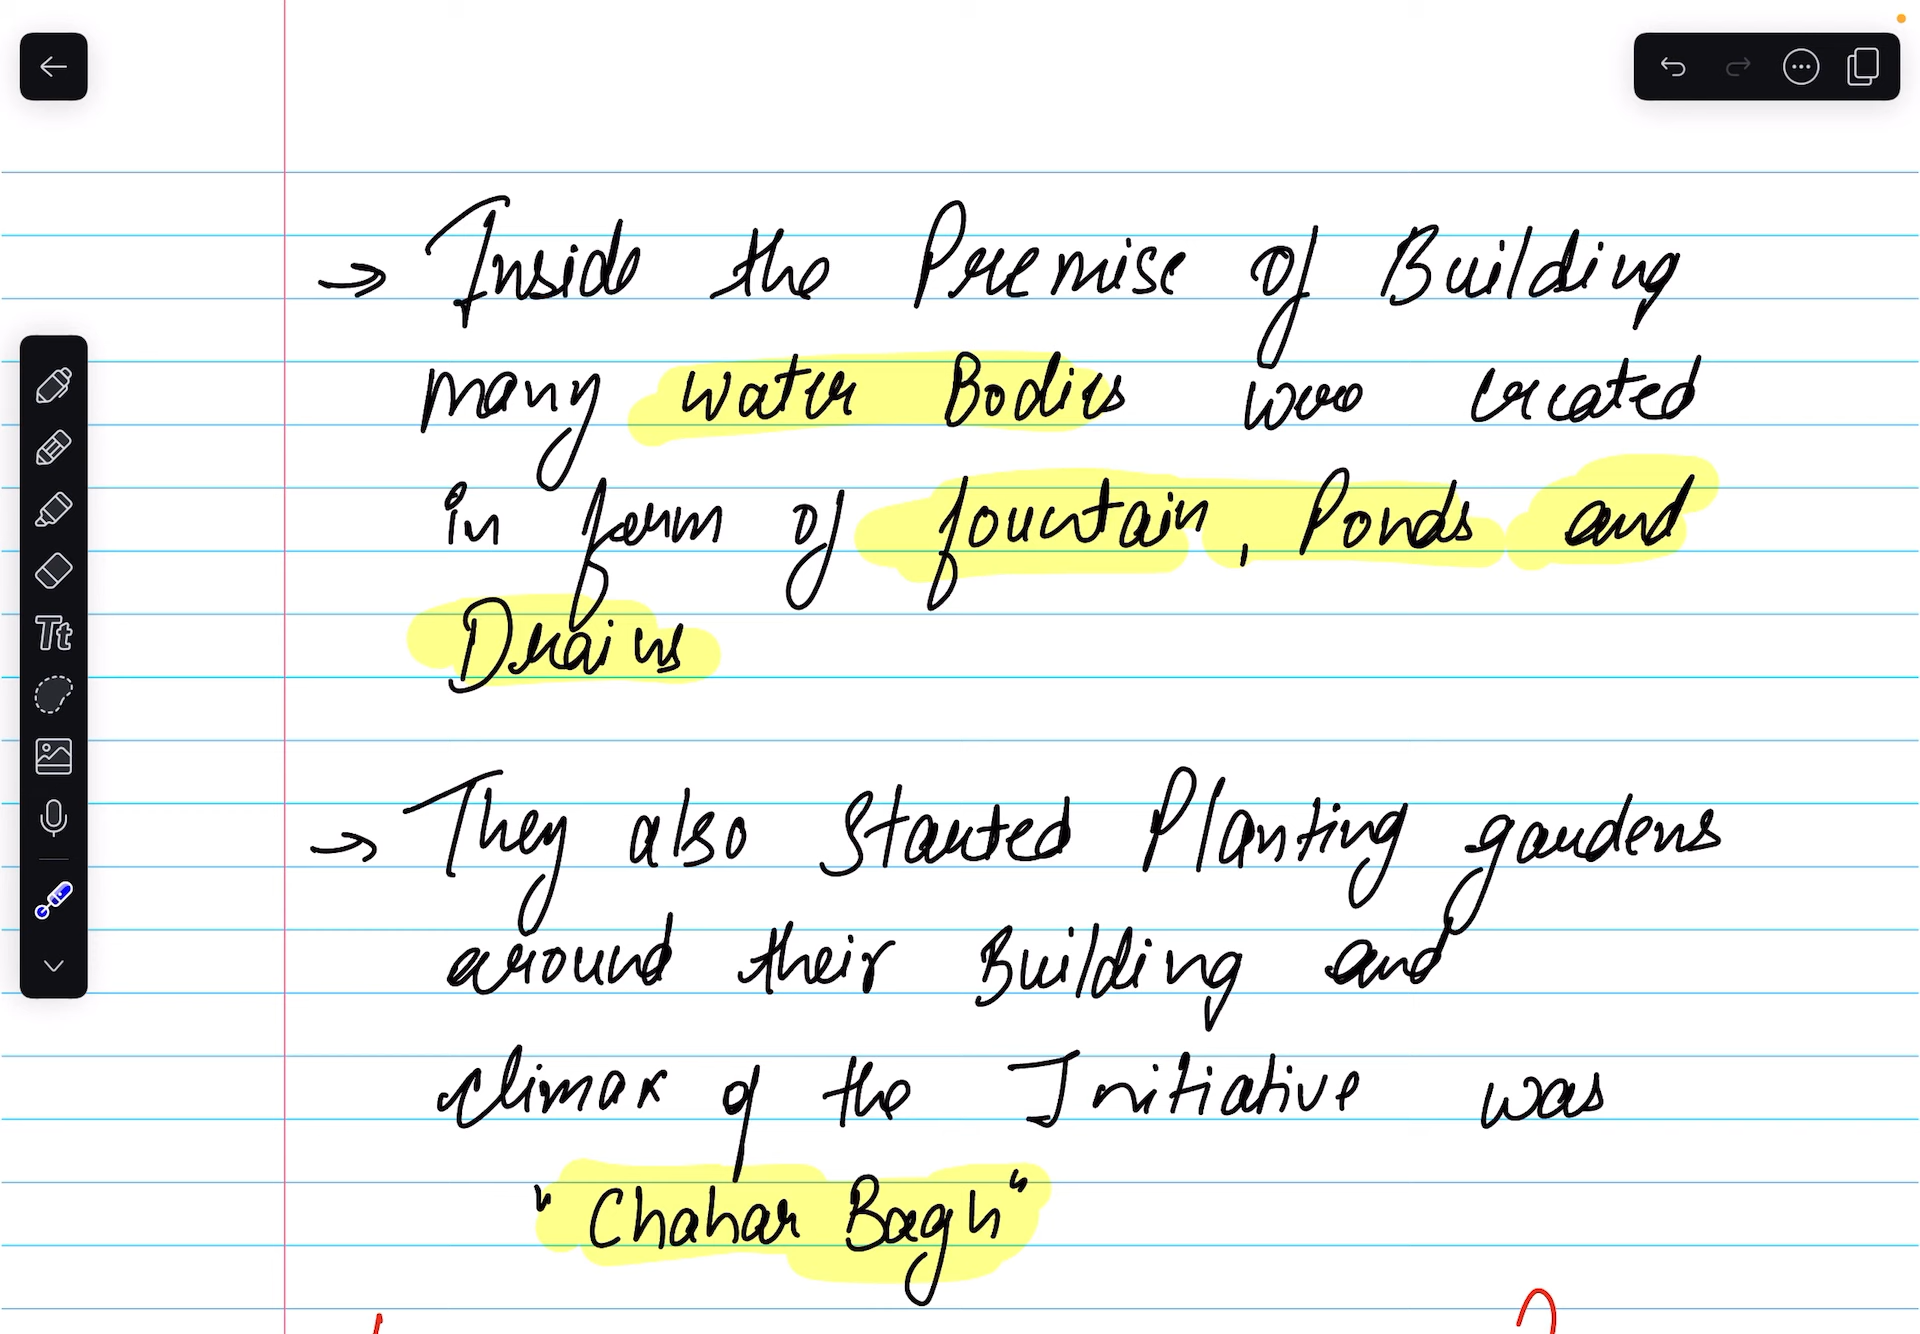 → Inside the Premise of Building
many water Bodies were created
in form of fountain, Ponds and
Drains
→ They also started Planting gardens
around their Building and
climax of the Initiative was
"Chahar Bagh"